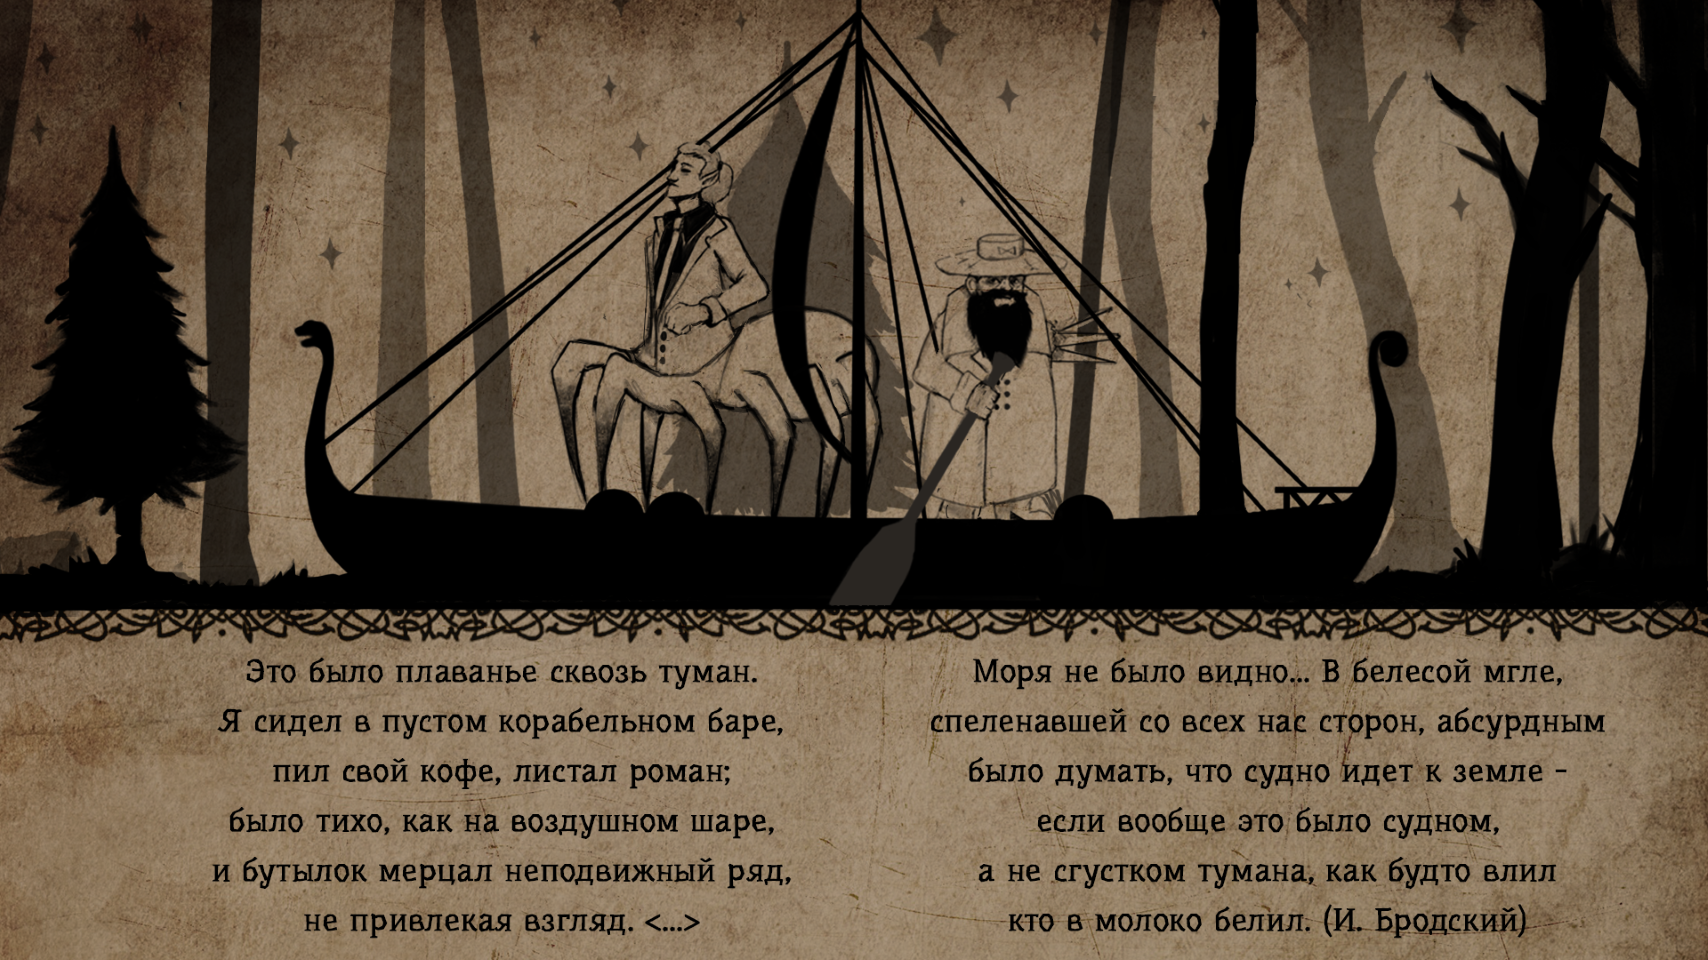 Это было плаванье сквозь туман.
Я сидел в пустом корабельном баре,
пил свой кофе, листал роман;
было тихо, как на воздушном шаре,
и бутылок мерцал неподвижный ряд,
не привлекая взгляд. <...>
Моря не было видно... В белесой мгле,
спеленавшей со всех нас сторон, абсурдным
было думать, что судно идет к земле -
если вообще это было судном,
а не сгустком тумана, как будто влил
кто в молоко белил. (И. Бродский)